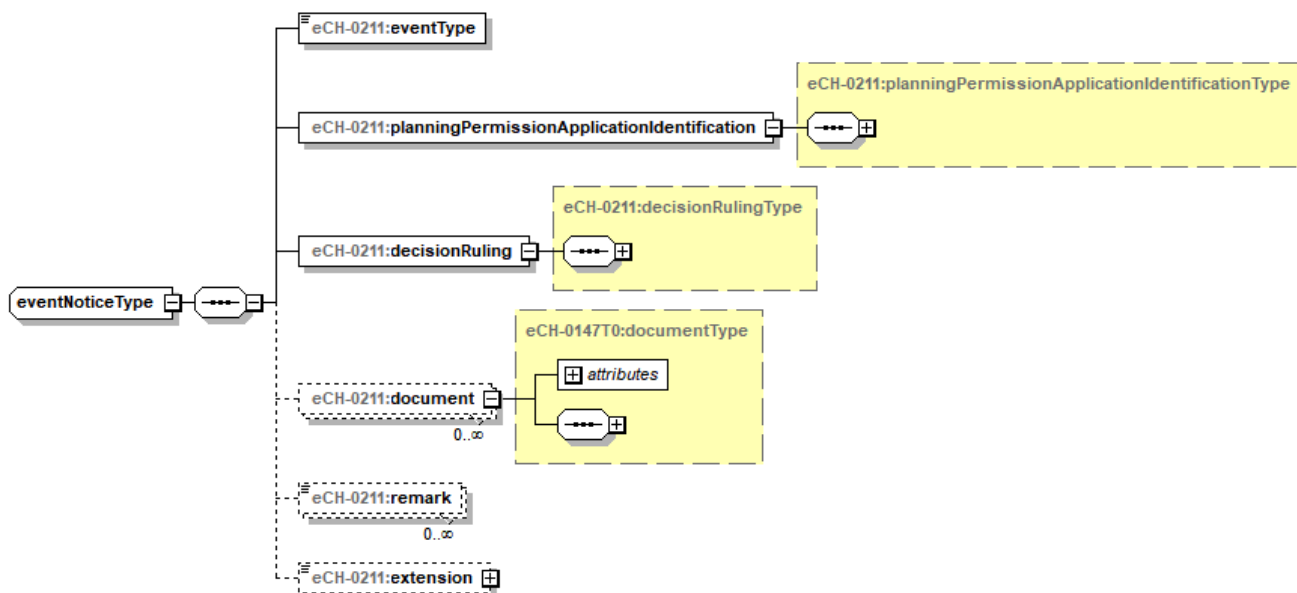 eCH-0211:eventType
eCH-0211:planningPermissionApplicationIdentificationType
eCH-0211:planningPermissionApplicationIdentification
eCH-0211:decisionRulingType
eCH-0211:decisionRuling
eventNoticeType
eCH-0147T0:documentType
attributes
eCH-0211:document
0..∞
eCH-0211:remark
0..∞
eCH-0211:extension